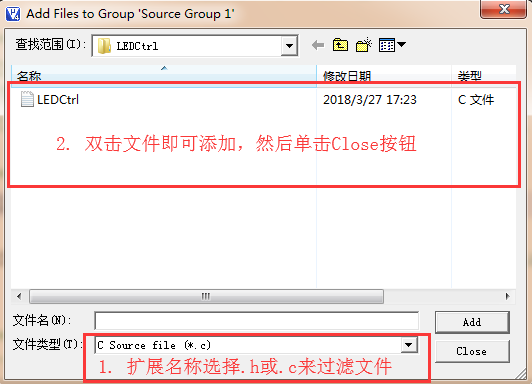 Add Files to Group 'Source Group 1'
查找范围(I): LEDCtrl
名称 修改日期 类型
LEDCtrl 2018/3/27 17:23 C 文件
2. 双击文件即可添加，然后单击Close按钮
文件名(N): Add
文件类型(T): C Source file (*.c) Close
1. 扩展名称选择.h或.c来过滤文件